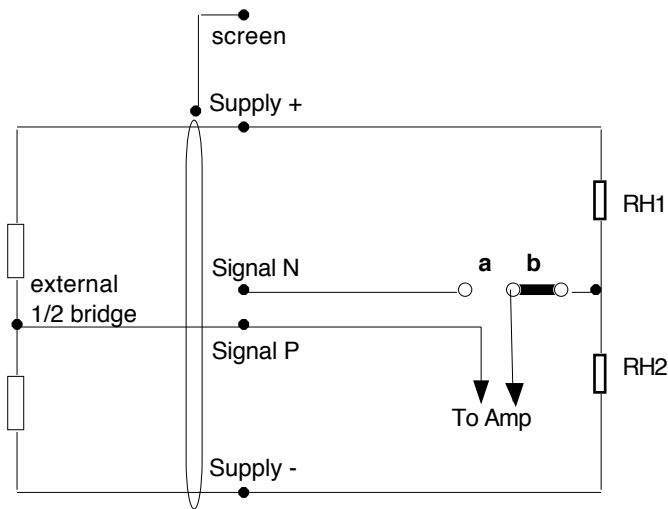 screen
Supply +
RH1
a b
Signal N
external
1/2 bridge
Signal P
RH2
To Amp
Supply -